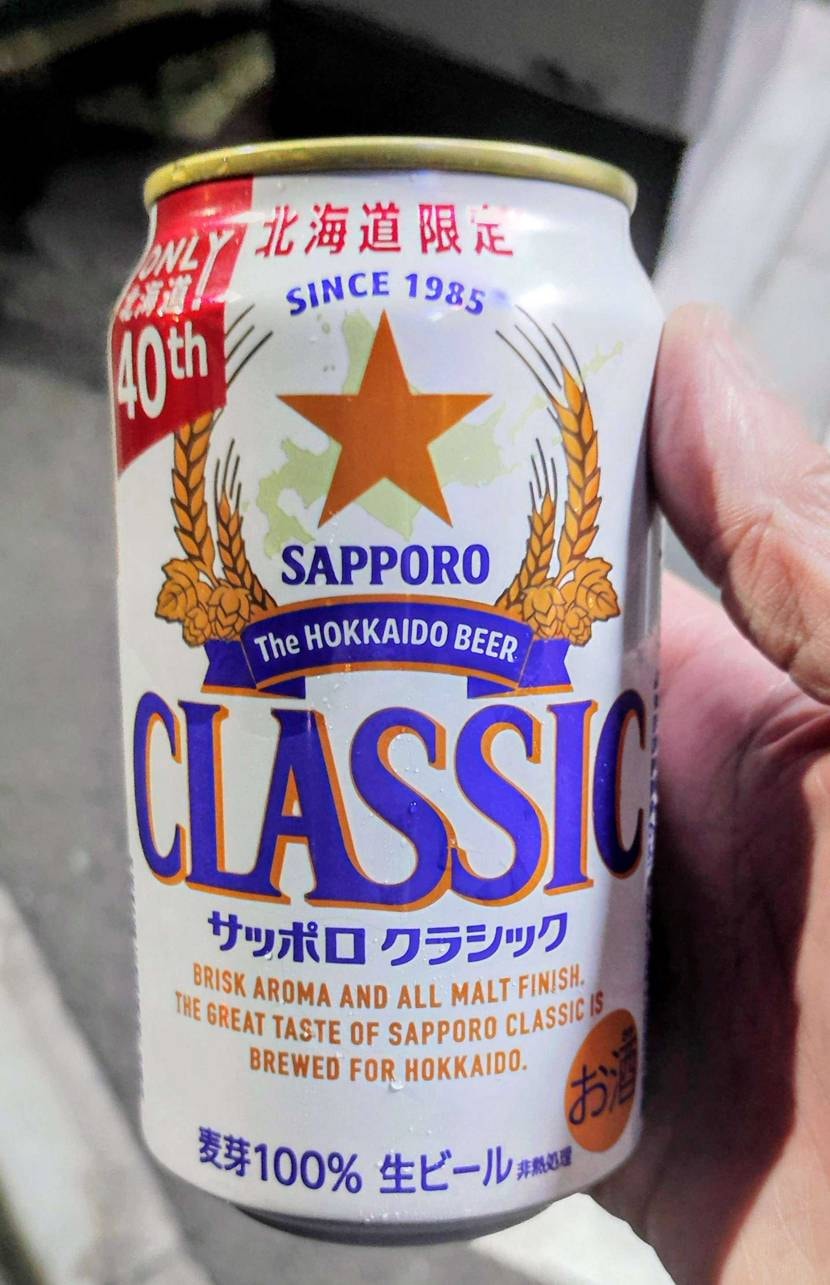 ONLY
北海道!
40th
北海道限定
SINCE 1985
SAPPORO
The HOKKAIDO BEER
CLASSIC
サッポロ クラシック
BRISK AROMA AND ALL MALT FINISH.
THE GREAT TASTE OF SAPPORO CLASSIC IS
BREWED FOR HOKKAIDO.
お酒
麦芽100% 生ビール 非熱処理